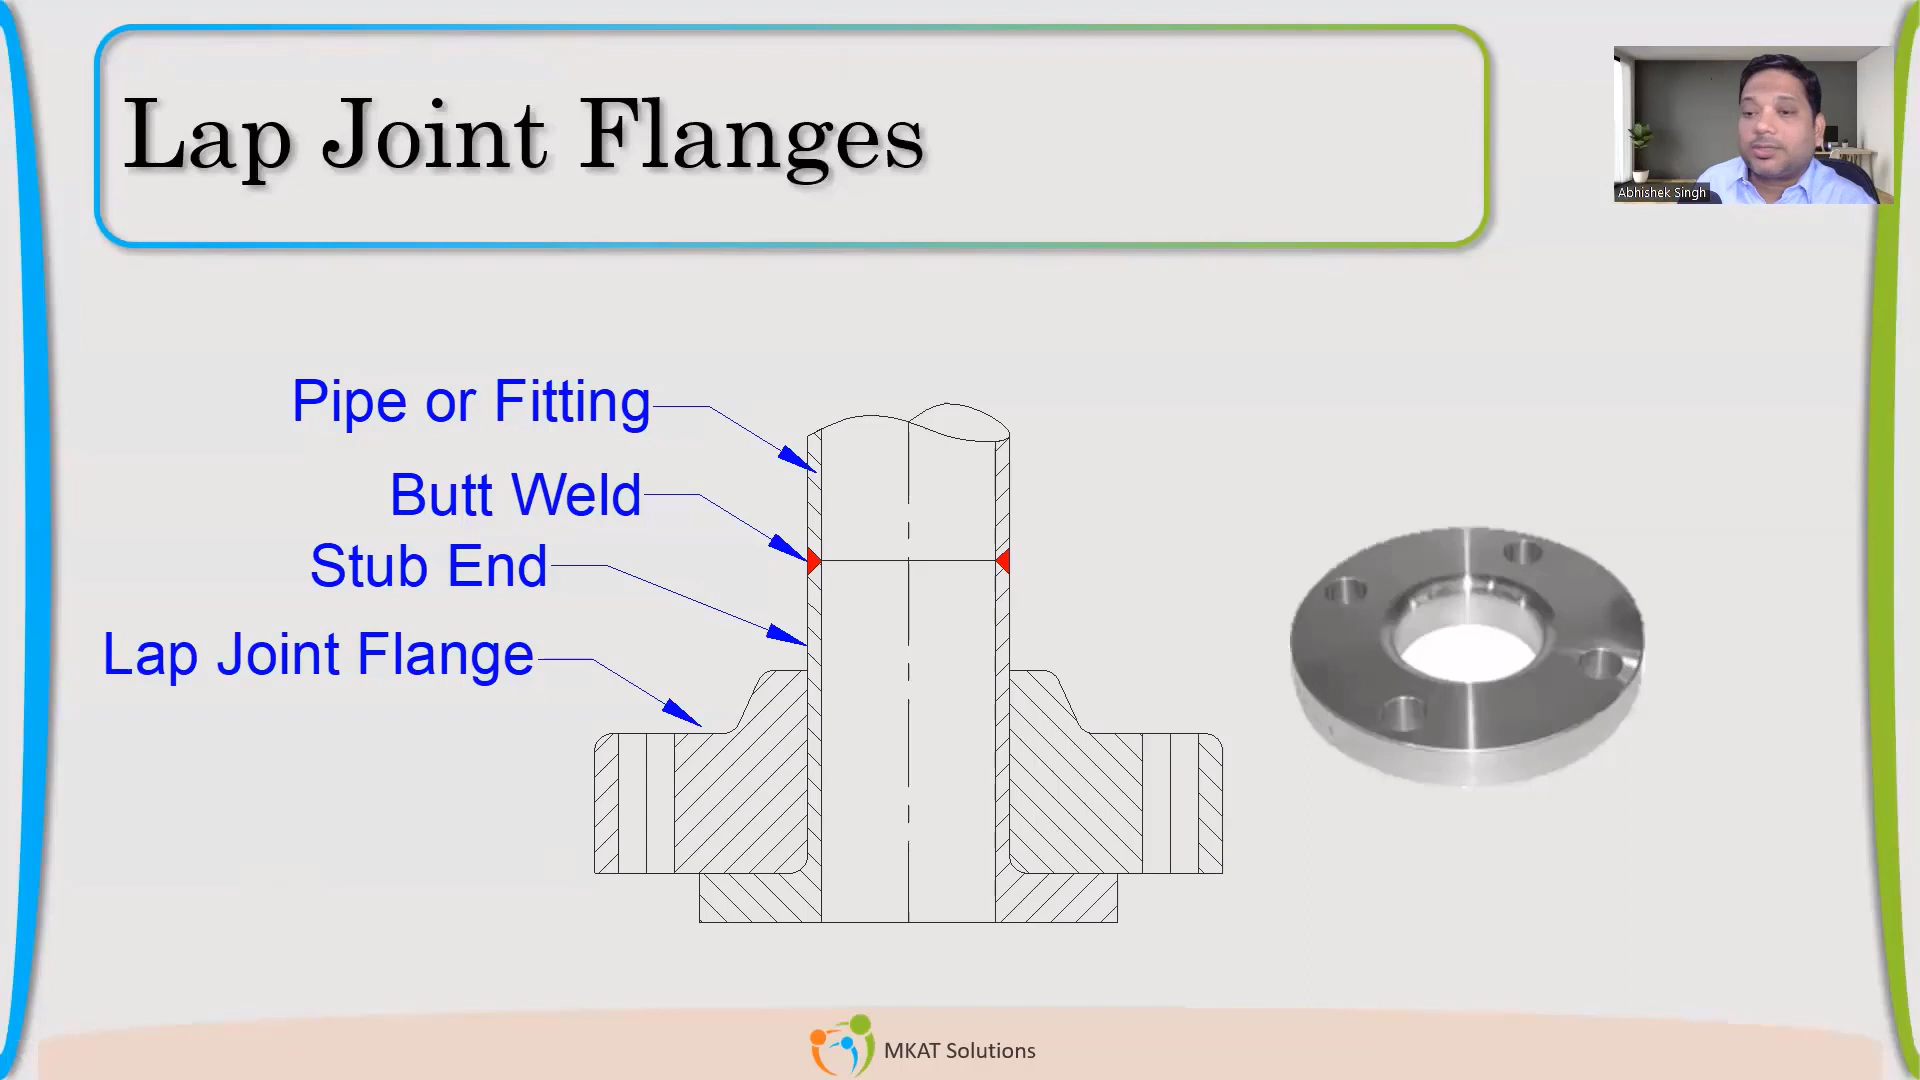 Lap Joint Flanges
Abhishek Singh
Pipe or Fitting
Butt Weld
Stub End
Lap Joint Flange
MKAT Solutions